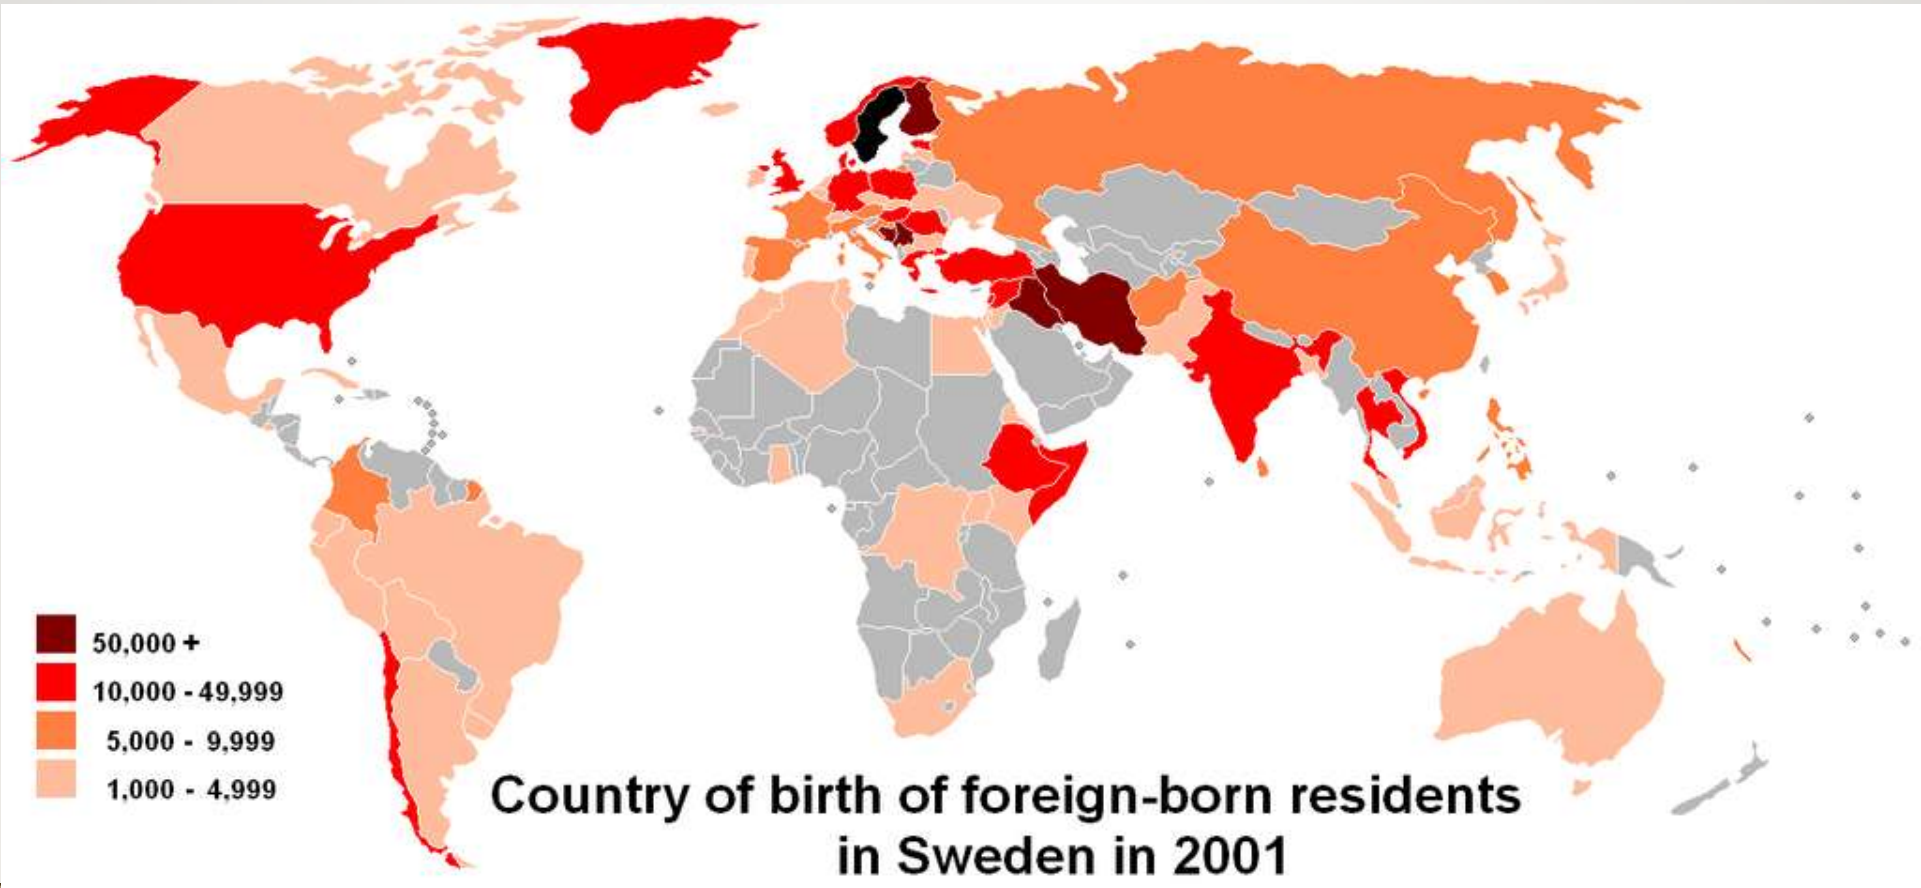 50,000 +
10,000 - 49,999
5,000 - 9,999
1,000 - 4,999
Country of birth of foreign-born residents
in Sweden in 2001